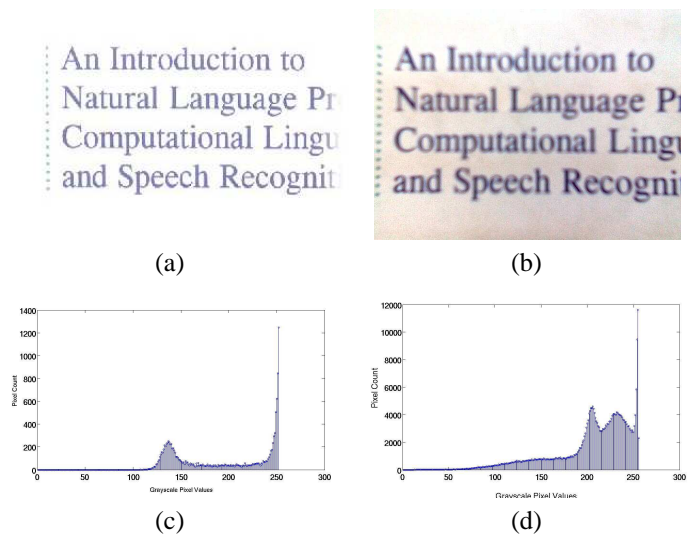 An Introduction to
Natural Language Pr
Computational Lingu
and Speech Recognit
An Introduction to
Natural Language P
Computational Lingu
and Speech Recognit
(a)
(b)
1400
1200
1000
800
600
400
200
0
Pixel Count
0 50 100 150 200 250 300
Grayscale Pixel Values
12000
10000
8000
6000
4000
2000
0
Pixel Count
0 50 100 150 200 250 300
Grayscale Pixel Values
(c)
(d)